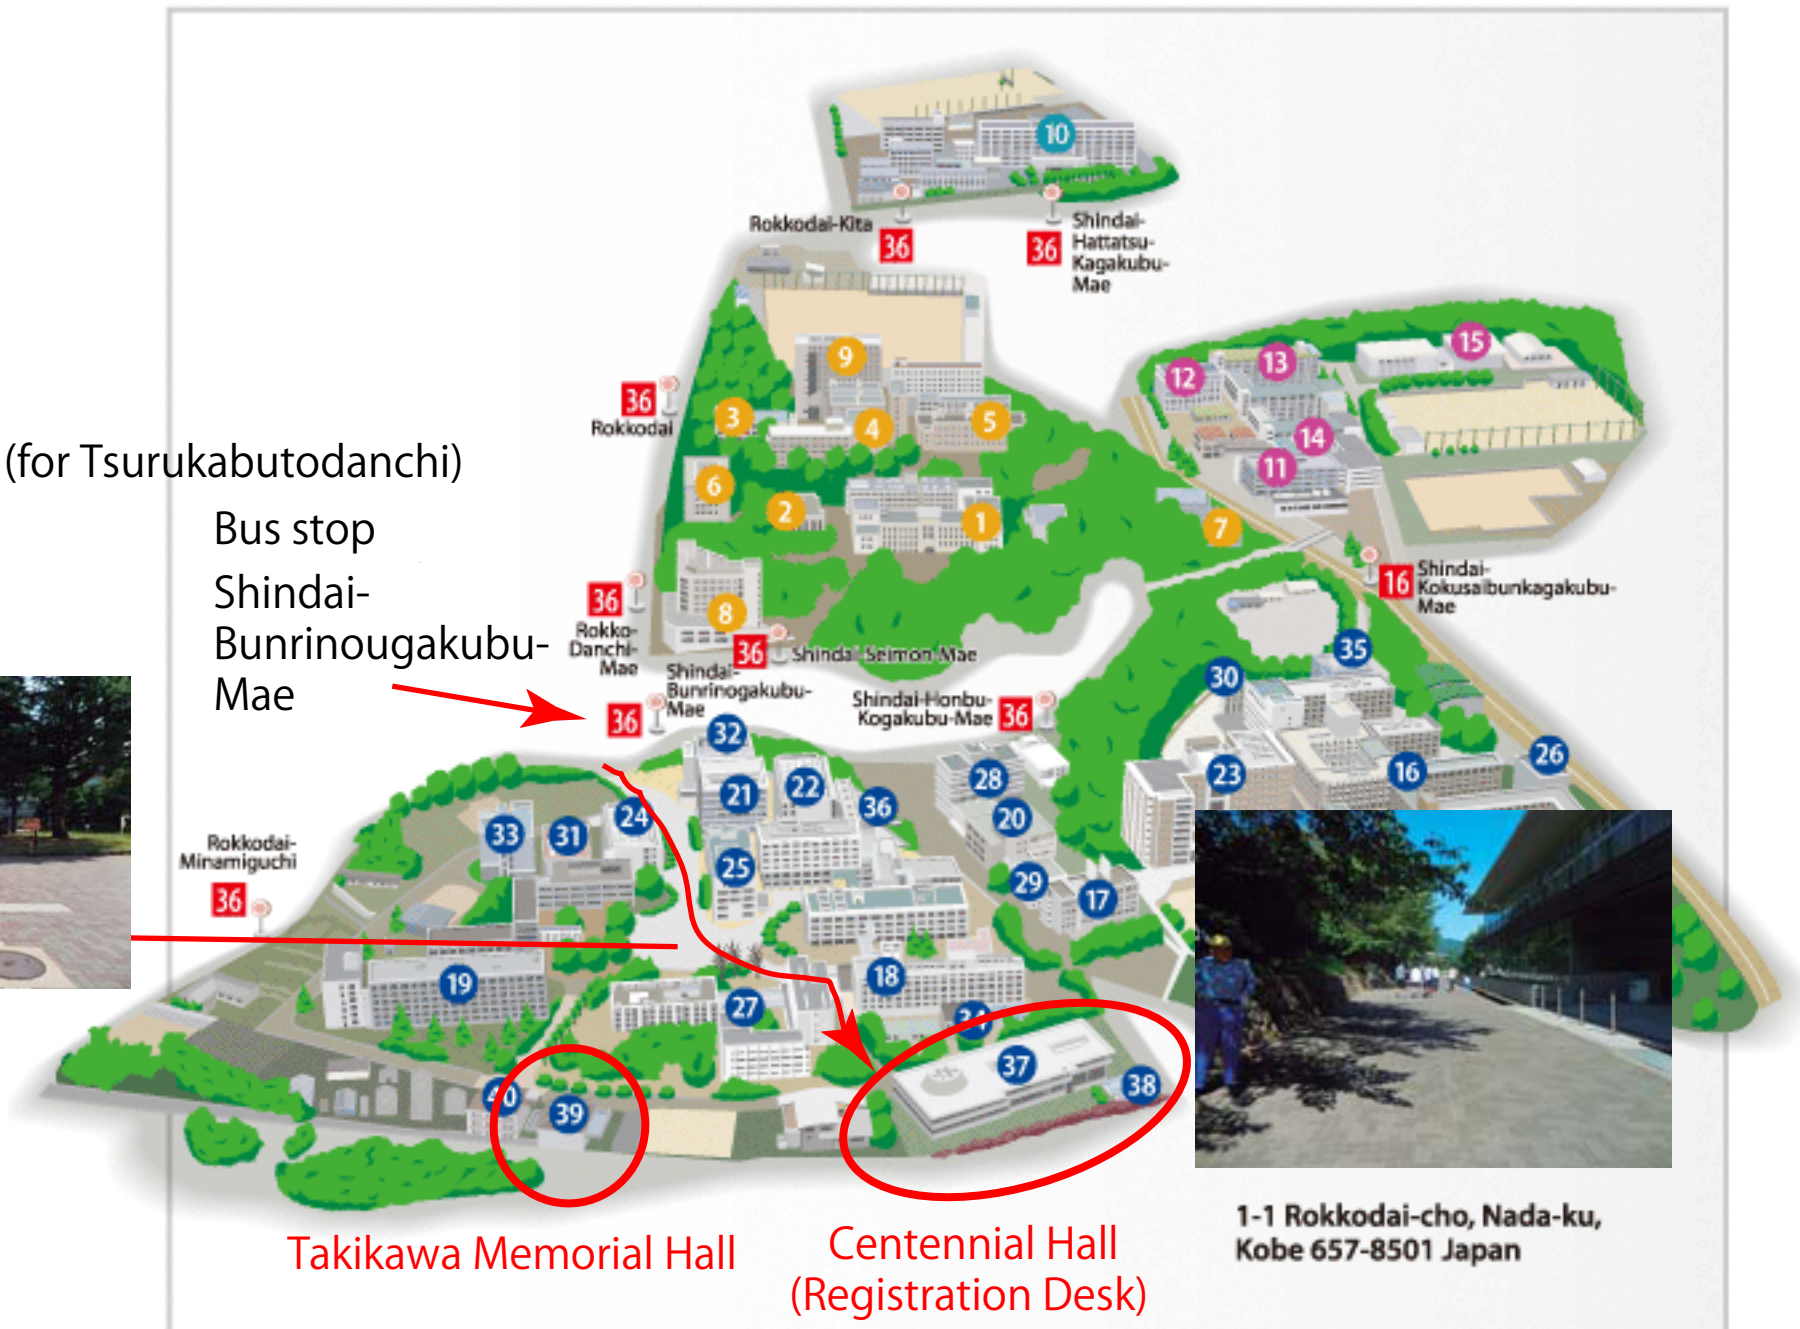 10
Rokkodai-Kita
36
36
Shindai-
Hattatsu-
Kagakubu-
Mae
9
15
13
12
36
Rokkodai
3
4
5
14
11
(for Tsurukabutodanchi)
6
2
1
7
Bus stop
Shindai-
Bunrinougakubu-
Mae
36
Rokko-
Danchi-
Mae
8
36
Shindai-Seimon-Mae
16
Shindai-
Kokusaibunkagakubu-
Mae
Shindai-
Bunrinogakubu-
Mae
36
Shindai-Honbu-
Kogakubu-Mae
36
35
30
32
26
28
23
16
21
22
36
24
20
33
31
Rokkodai-
Minamiguchi
36
25
29
17
19
18
27
34
37
38
40
39
Takikawa Memorial Hall
Centennial Hall
(Registration Desk)
1-1 Rokkodai-cho, Nada-ku,
Kobe 657-8501 Japan